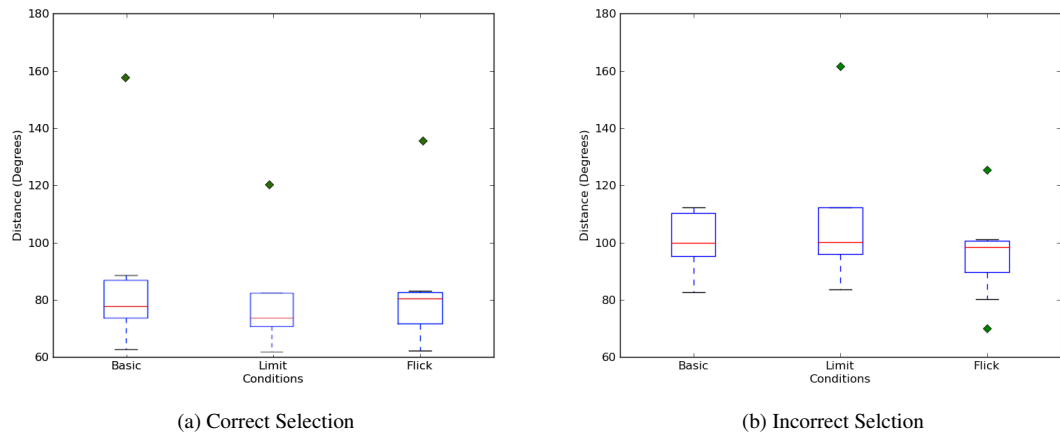 180
160
140
120
100
80
60
Distance (Degrees)
Basic
Limit
Flick
Conditions
(a) Correct Selection
180
160
140
120
100
80
60
Distance (Degrees)
Basic
Limit
Flick
Conditions
(b) Incorrect Selction